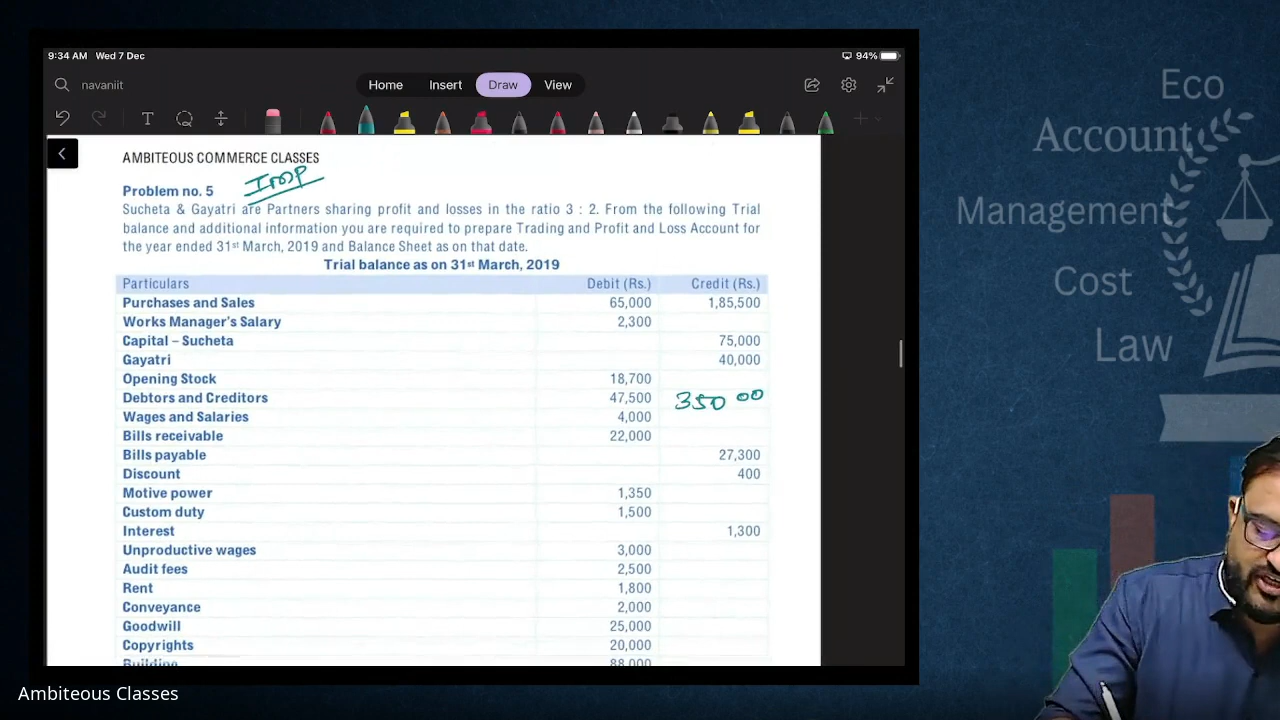 9:34 AM Wed 7 Dec
94%
navaniit
Home Insert Draw View
T
AMBITEOUS COMMERCE CLASSES
IMP
Problem no. 5
Sucheta & Gayatri are Partners sharing profit and losses in the ratio 3 : 2. From the following Trial
balance and additional information you are required to prepare Trading and Profit and Loss Account for
the year ended 31st March, 2019 and Balance Sheet as on that date.
Trial balance as on 31st March, 2019
Particulars Debit (Rs.) Credit (Rs.)
Purchases and Sales 65,000 1,85,500
Works Manager's Salary 2,300
Capital – Sucheta 75,000
Gayatri 40,000
Opening Stock 18,700
Debtors and Creditors 47,500 35000
Wages and Salaries 4,000
Bills receivable 22,000
Bills payable 27,300
Discount 400
Motive power 1,350
Custom duty 1,500
Interest 1,300
Unproductive wages 3,000
Audit fees 2,500
Rent 1,800
Conveyance 2,000
Goodwill 25,000
Copyrights 20,000
Building 88,000
Eco
Account
Management
Cost
Law
Ambiteous Classes